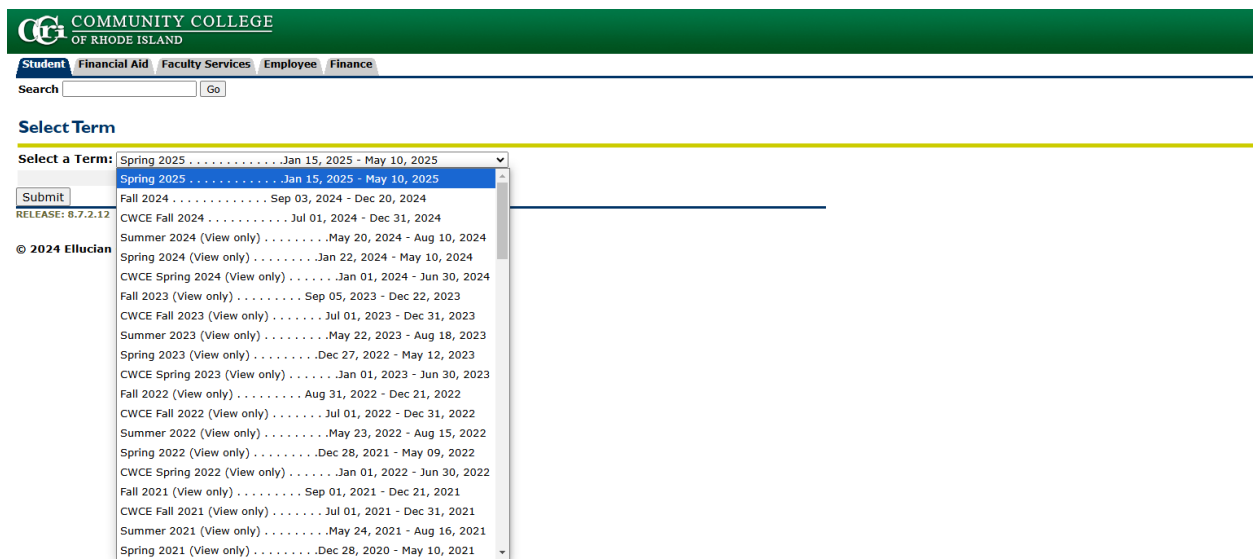 CCRi COMMUNITY COLLEGE
OF RHODE ISLAND
Student Financial Aid Faculty Services Employee Finance
Search Go
Select Term
Select a Term: Spring 2025 . . . . . . . . . . . . .Jan 15, 2025 - May 10, 2025
Spring 2025 . . . . . . . . . . . . .Jan 15, 2025 - May 10, 2025
Fall 2024 . . . . . . . . . . . . . Sep 03, 2024 - Dec 20, 2024
CWCE Fall 2024 . . . . . . . . . . . Jul 01, 2024 - Dec 31, 2024
Summer 2024 (View only) . . . . . . . . .May 20, 2024 - Aug 10, 2024
Spring 2024 (View only) . . . . . . . . .Jan 22, 2024 - May 10, 2024
CWCE Spring 2024 (View only) . . . . . . .Jan 01, 2024 - Jun 30, 2024
Fall 2023 (View only) . . . . . . . . . Sep 05, 2023 - Dec 22, 2023
CWCE Fall 2023 (View only) . . . . . . . Jul 01, 2023 - Dec 31, 2023
Summer 2023 (View only) . . . . . . . . .May 22, 2023 - Aug 18, 2023
Spring 2023 (View only) . . . . . . . . .Dec 27, 2022 - May 12, 2023
CWCE Spring 2023 (View only) . . . . . . .Jan 01, 2023 - Jun 30, 2023
Fall 2022 (View only) . . . . . . . . . Aug 31, 2022 - Dec 21, 2022
CWCE Fall 2022 (View only) . . . . . . . Jul 01, 2022 - Dec 31, 2022
Summer 2022 (View only) . . . . . . . . .May 23, 2022 - Aug 15, 2022
Spring 2022 (View only) . . . . . . . . .Dec 28, 2021 - May 09, 2022
CWCE Spring 2022 (View only) . . . . . . .Jan 01, 2022 - Jun 30, 2022
Fall 2021 (View only) . . . . . . . . . Sep 01, 2021 - Dec 21, 2021
CWCE Fall 2021 (View only) . . . . . . . Jul 01, 2021 - Dec 31, 2021
Summer 2021 (View only) . . . . . . . . .May 24, 2021 - Aug 16, 2021
Spring 2021 (View only) . . . . . . . . .Dec 28, 2020 - May 10, 2021
Submit
RELEASE: 8.7.2.12
© 2024 Ellucian